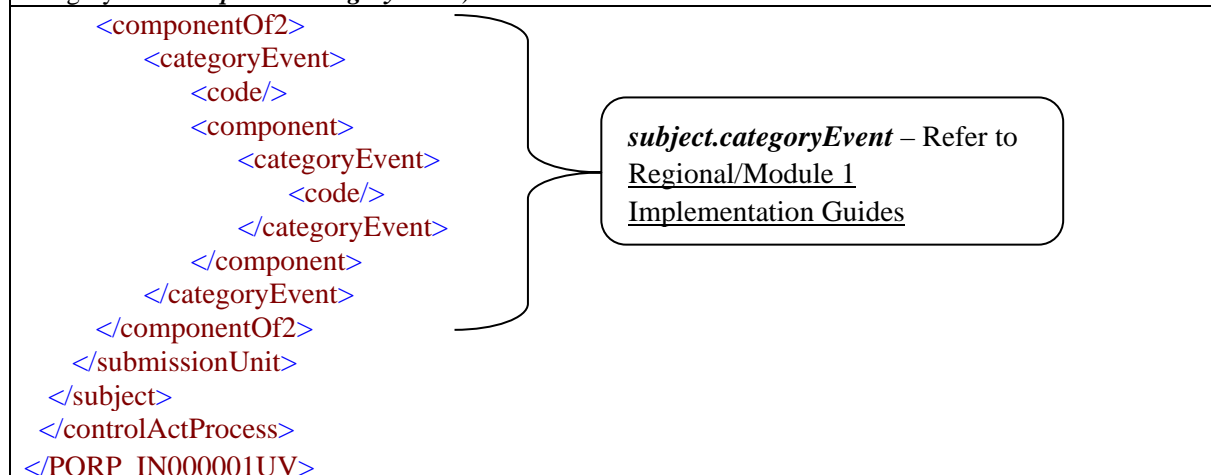 <componentOf2>
<categoryEvent>
<code/>
<component>
<categoryEvent>
<code/>
</categoryEvent>
</component>
</categoryEvent>
</componentOf2>
</submissionUnit>
</subject>
</controlActProcess>
</PORP_IN000001UV>
subject.categoryEvent – Refer to
Regional/Module 1
Implementation Guides